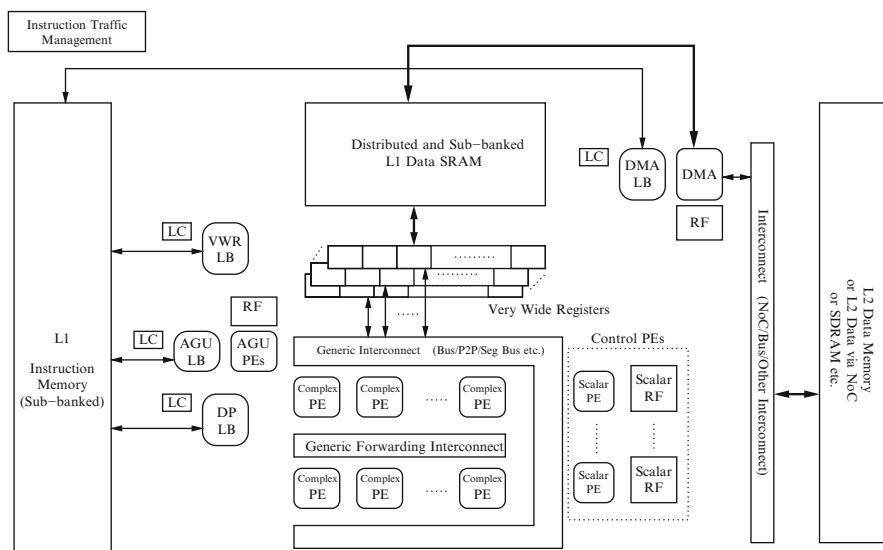 Instruction Traffic
Management
Distributed and Sub-banked
L1 Data SRAM
LC
DMA
LB
DMA
RF
LC
VWR
LB
Very Wide Registers
.........
.........
......
RF
L1
Instruction
Memory
(Sub-banked)
LC
AGU
LB
AGU
PEs
LC
DP
LB
Generic Interconnect (Bus/P2P/Seg Bus etc.)
Complex
PE
Complex
PE
.....
Complex
PE
Generic Forwarding Interconnect
Complex
PE
Complex
PE
.....
Complex
PE
Control PEs
Scalar
PE
Scalar
RF
......
Scalar
PE
Scalar
RF
Interconnect (NoC/Bus/Other Interconnect)
L2 Data Memory
or L2 Data via NoC
or SDRAM etc.